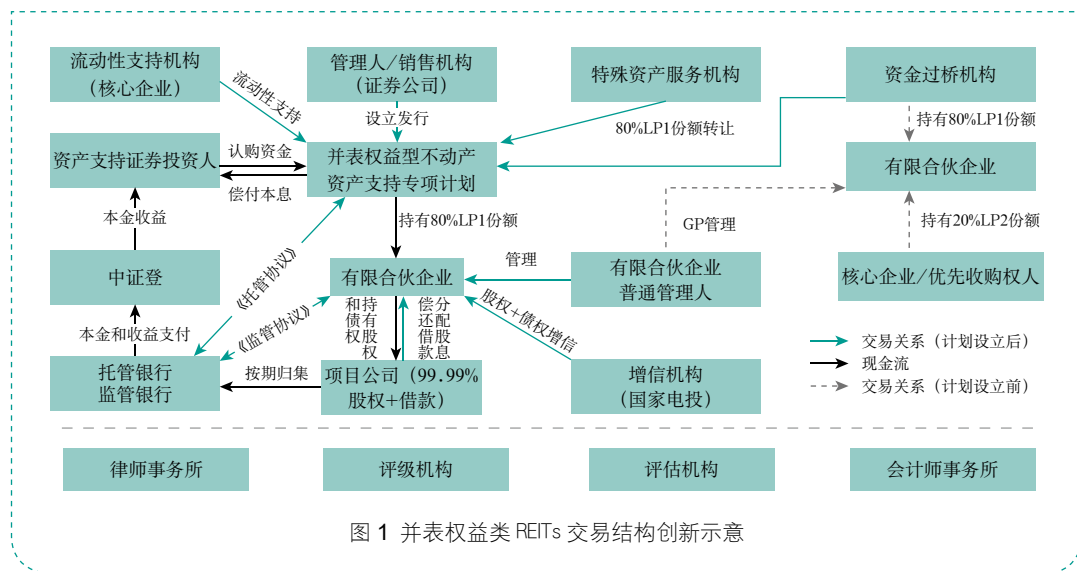 流动性支持机构
(核心企业)
管理人/销售机构
(证券公司)
特殊资产服务机构
资金过桥机构
流动性支持
设立发行
80%LP1份额转让
持有80%LP1份额
资产支持证券投资人
认购资金
偿付本息
并表权益型不动产
资产支持专项计划
有限合伙企业
本金收益
持有80%LP1份额
GP管理
持有20%LP2份额
中证登
《托管协议》
有限合伙企业
管理
有限合伙企业
普通管理人
核心企业/优先收购权人
本金和收益支付
《监管协议》
持有股权
和债权
分配股息
偿还借款
股权+债权增信
交易关系（计划设立后）
现金流
交易关系（计划设立前）
托管银行
监管银行
按期归集
项目公司（99.99%
股权+借款）
增信机构
(国家电投)
律师事务所
评级机构
评估机构
会计师事务所
图 1 并表权益类 REITs 交易结构创新示意